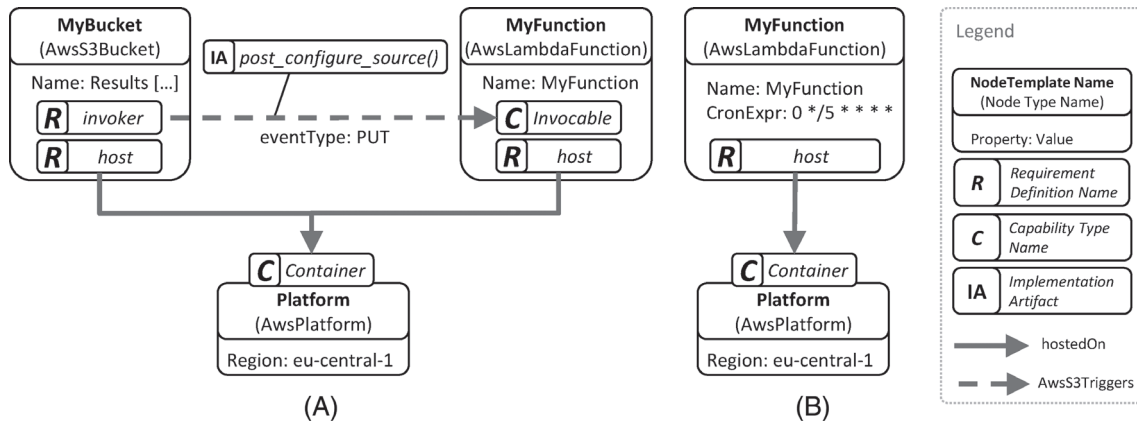 MyBucket
(AwsS3Bucket)
Name: Results [...]
R invoker
R host
IA post_configure_source()
eventType: PUT
MyFunction
(AwsLambdaFunction)
Name: MyFunction
C Invocable
R host
C Container
Platform
(AwsPlatform)
Region: eu-central-1
(A)
MyFunction
(AwsLambdaFunction)
Name: MyFunction
CronExpr: 0 */5 * * * *
R host
C Container
Platform
(AwsPlatform)
Region: eu-central-1
(B)
Legend
NodeTemplate Name
(Node Type Name)
Property: Value
R Requirement
Definition Name
C Capability Type
Name
IA Implementation
Artifact
hostedOn
AwsS3Triggers